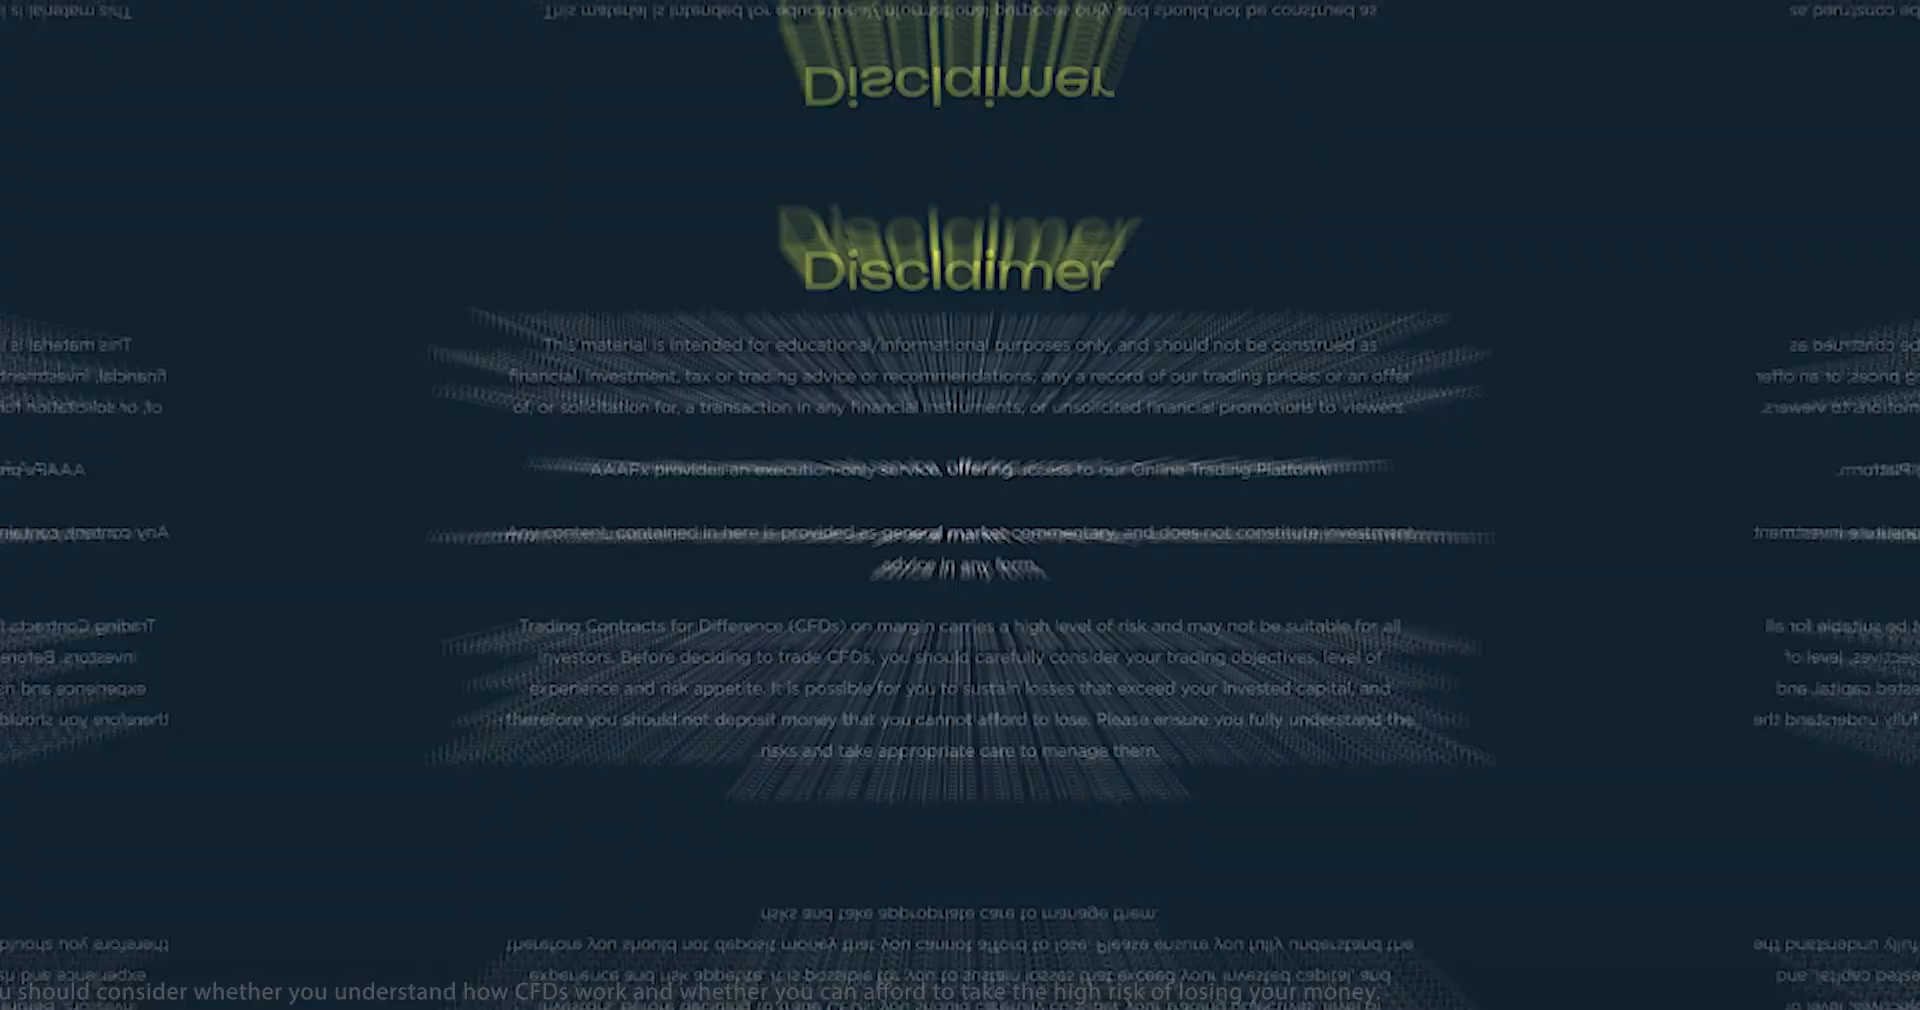 Disclaimer
Disclaimer
This material is intended for educational/informational purposes only, and should not be construed as
financial, investment, tax or trading advice or recommendations; any a record of our trading prices; or an offer
of, or solicitation for, a transaction in any financial instruments; or unsolicited financial promotions to viewers.
AAAFx provides an execution-only service, offering access to our Online Trading Platform.
Any content, contained in here is provided as general market commentary, and does not constitute investment
advice in any form.
Trading Contracts for Difference (CFDs) on margin carries a high level of risk and may not be suitable for all
investors. Before deciding to trade CFDs, you should carefully consider your trading objectives, level of
experience and risk appetite. It is possible for you to sustain losses that exceed your invested capital, and
therefore you should not deposit money that you cannot afford to lose. Please ensure you fully understand the
risks and take appropriate care to manage them.
u should consider whether you understand how CFDs work and whether you can afford to take the high risk of losing your money.